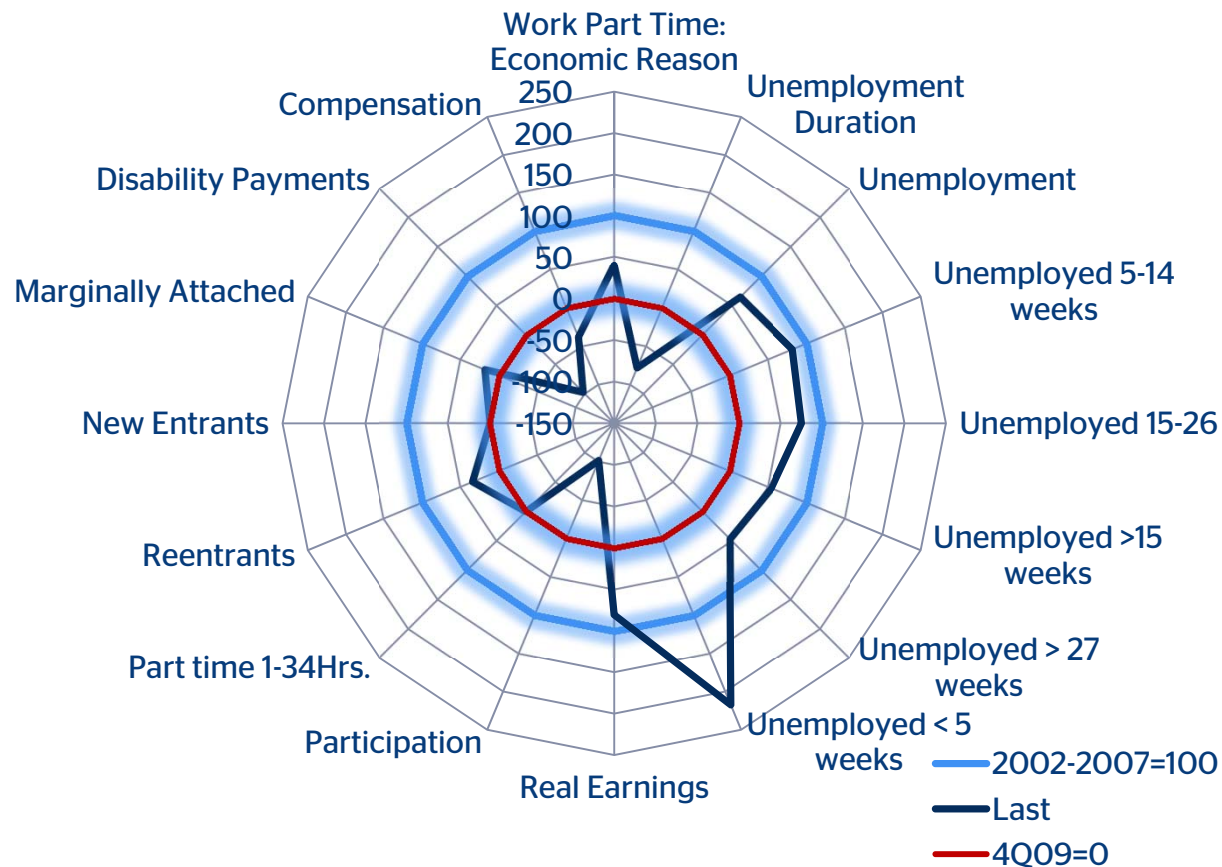 Work Part Time:
Economic Reason
Unemployment
Duration
Unemployment
Unemployed 5-14
weeks
Unemployed 15-26
Unemployed >15
weeks
Unemployed > 27
weeks
Unemployed < 5
weeks
Real Earnings
Participation
Part time 1-34Hrs.
Reentrants
New Entrants
Marginally Attached
Disability Payments
Compensation
250
200
150
100
50
0
-50
-100
-150
2002-2007=100
Last
4Q09=0